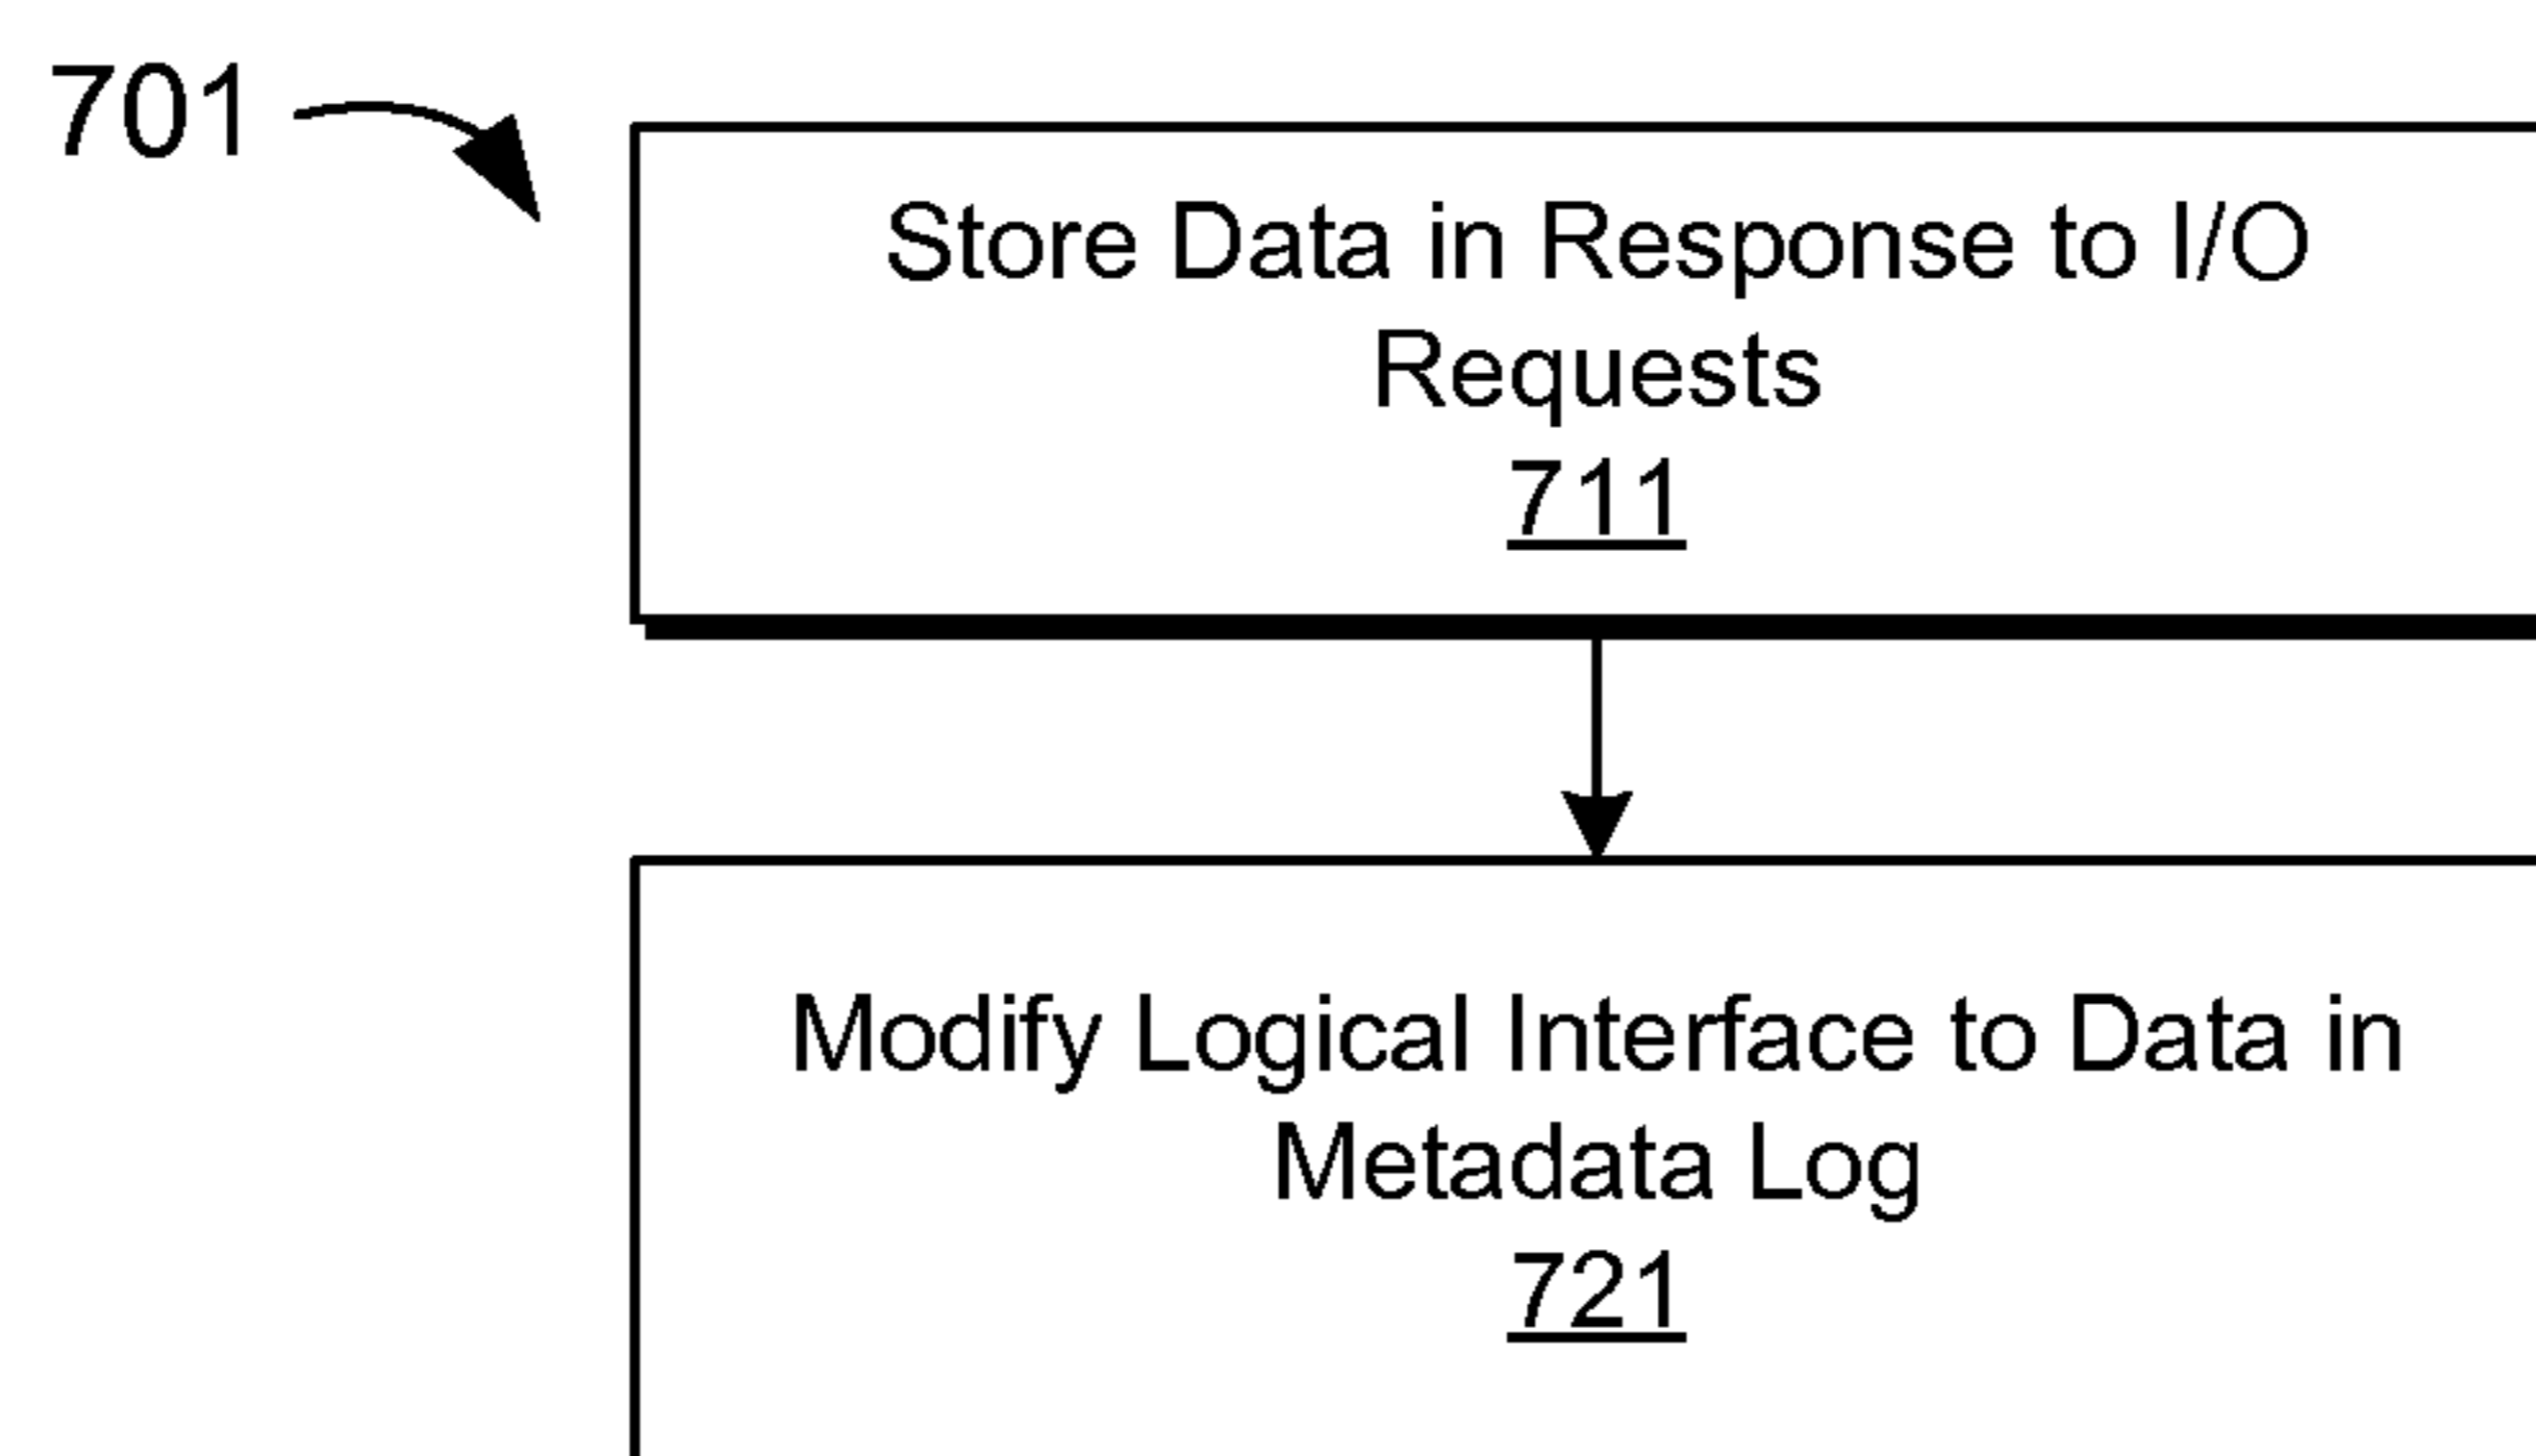 701
Store Data in Response to I/O
Requests
711
Modify Logical Interface to Data in
Metadata Log
721